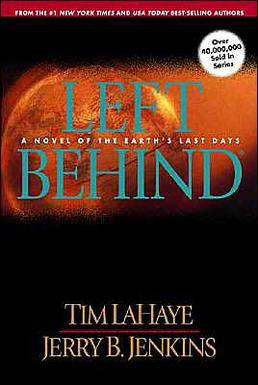 FROM THE #1 NEW YORK TIMES AND USA TODAY BEST-SELLING AUTHORS
Over
40,000,000
Sold in
Series
LEFT
A NOVEL OF THE EARTH'S LAST DAYS
BEHIND®
TIM LAHAYE
JERRY B. JENKINS